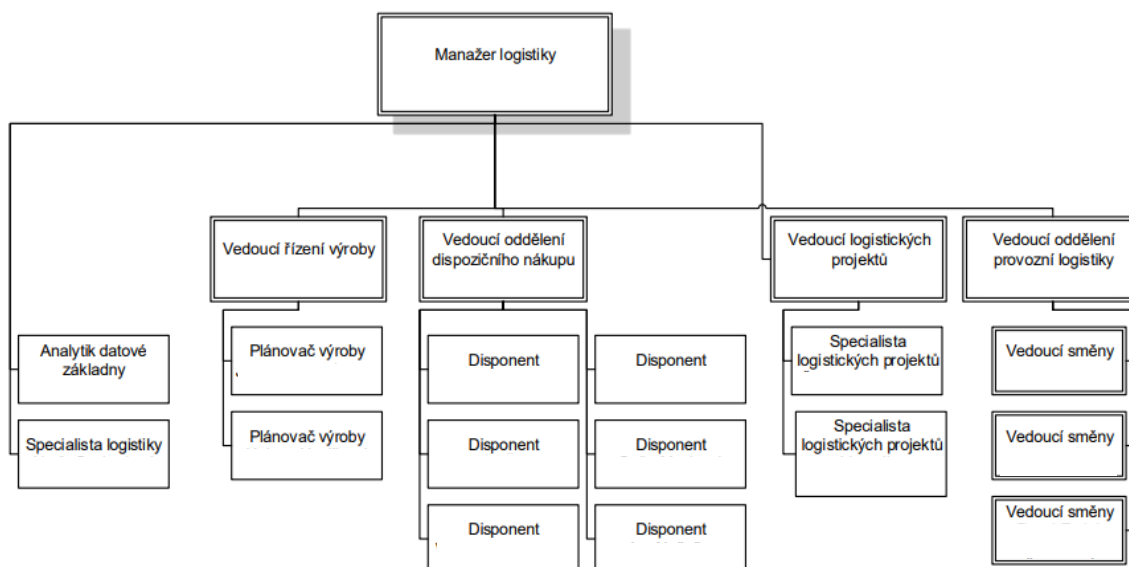 Manažer logistiky
Vedoucí řízení výroby
Vedoucí oddělení
dispozičního nákupu
Vedoucí logistických
projektů
Vedoucí oddělení
provozní logistiky
Analytik datové
základny
Specialista logistiky
Plánovač výroby
Plánovač výroby
Disponent
Disponent
Disponent
Disponent
Disponent
Disponent
Specialista
logistických projektů
Specialista
logistických projektů
Vedoucí směny
Vedoucí směny
Vedoucí směny